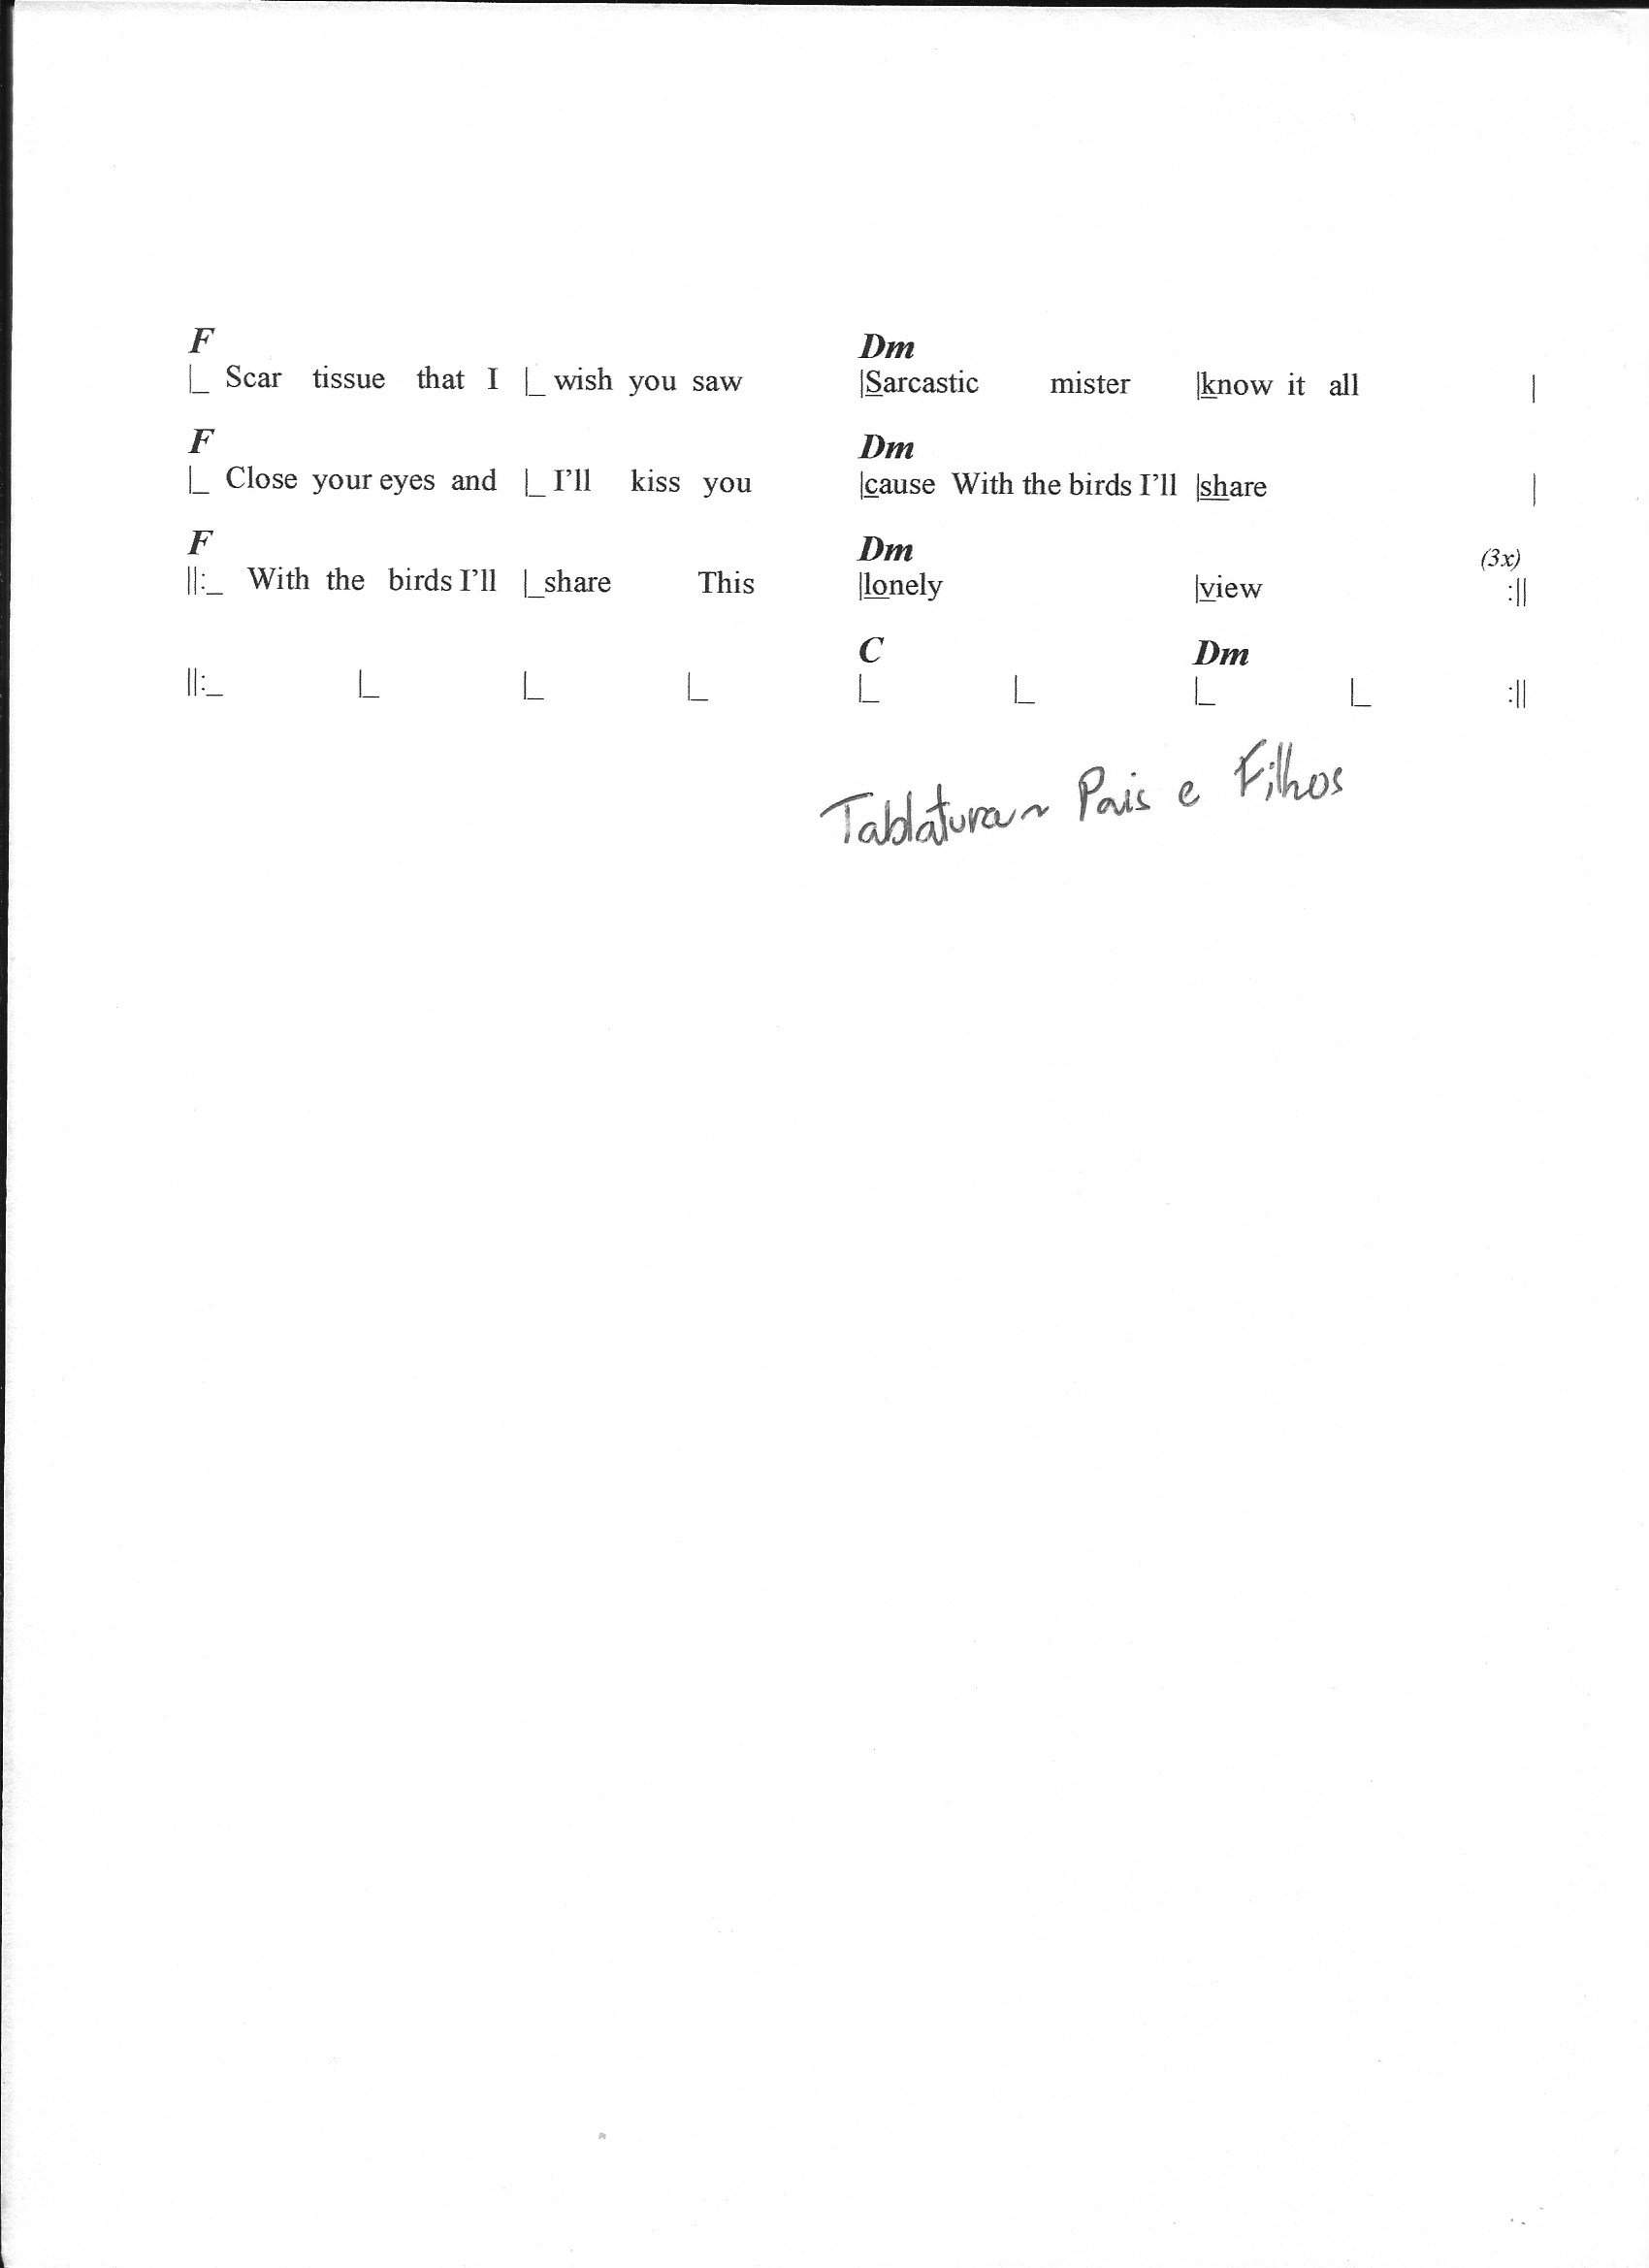 F Dm
|_ Scar tissue that I |_ wish you saw |Sarcastic mister |know it all |
F Dm
|_ Close your eyes and |_ I'll kiss you |cause With the birds I'll |share |
F Dm (3x)
||:_ With the birds I'll |_share This |lonely |view :||
C Dm
||:_ |_ |_ |_ |_ |_ |_ |_ :||
Tablatura ~ Pais e Filhos